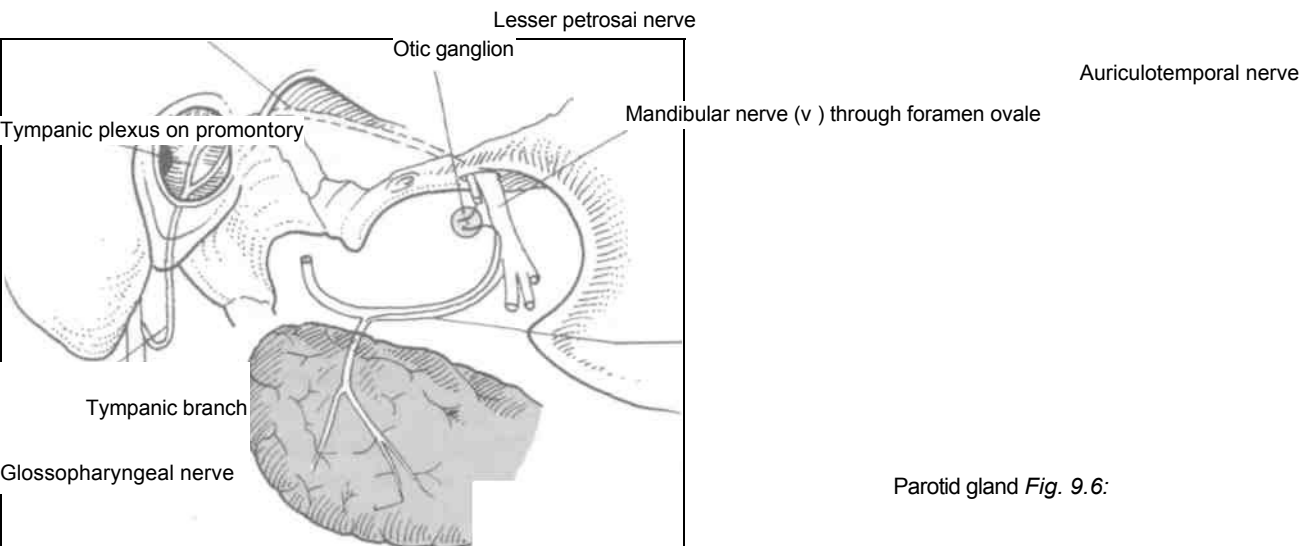 Lesser petrosai nerve
Otic ganglion
Auriculotemporal nerve
Mandibular nerve (v ) through foramen ovale
Tympanic plexus on promontory
Tympanic branch
Glossopharyngeal nerve
Parotid gland Fig. 9.6: